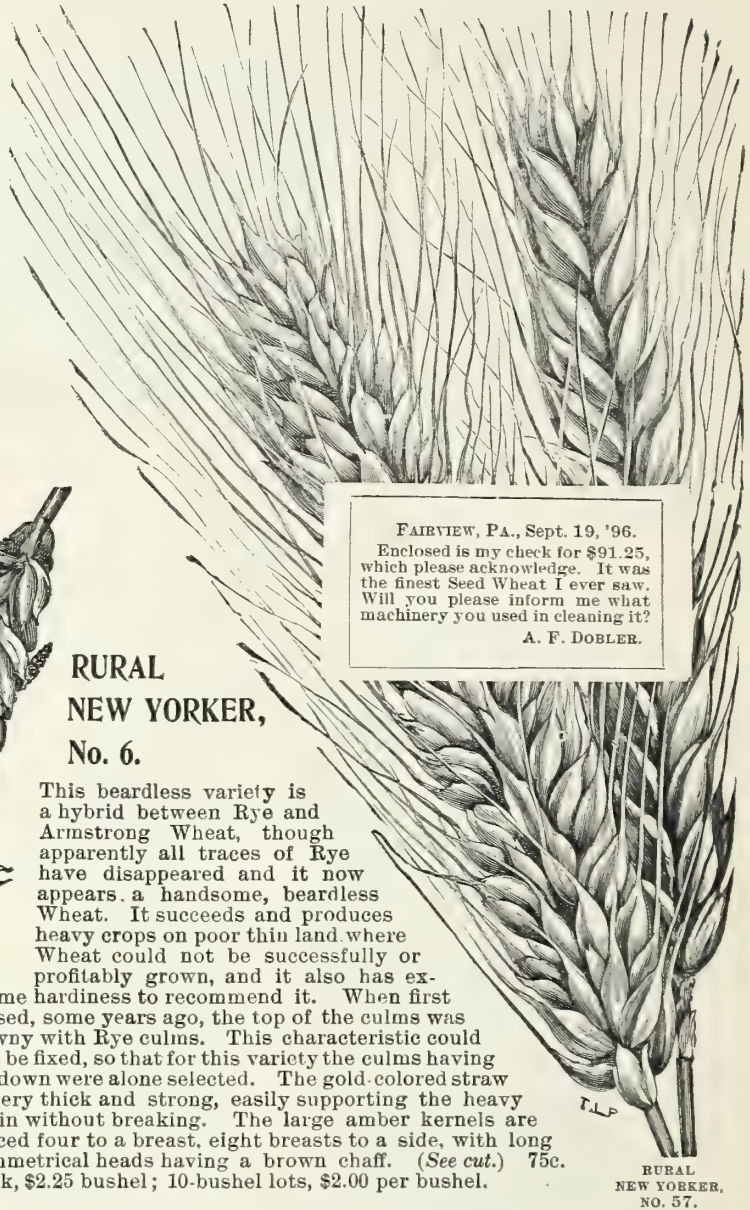 FAIRVIEW, PA., Sept. 19, '96.
Enclosed is my check for $91.25,
which please acknowledge. It was
the finest Seed Wheat I ever saw.
Will you please inform me what
machinery you used in cleaning it?
A. F. DOBLER.
RURAL
NEW YORKER,
No. 6.
This beardless variety is
a hybrid between Rye and
Armstrong Wheat, though
apparently all traces of Rye
have disappeared and it now
appears a handsome, beardless
Wheat. It succeeds and produces
heavy crops on poor thin land where
Wheat could not be successfully or
profitably grown, and it also has ex-
me hardiness to recommend it. When first
sed, some years ago, the top of the culms was
wny with Rye culms. This characteristic could
be fixed, so that for this variety the culms having
down were alone selected. The gold-colored straw
ery thick and strong, easily supporting the heavy
in without breaking. The large amber kernels are
ced four to a breast, eight breasts to a side, with long
mmetrical heads having a brown chaff. (See cut.) 75c.
k, $2.25 bushel; 10-bushel lots, $2.00 per bushel.
RURAL
NEW YORKER,
NO. 57.